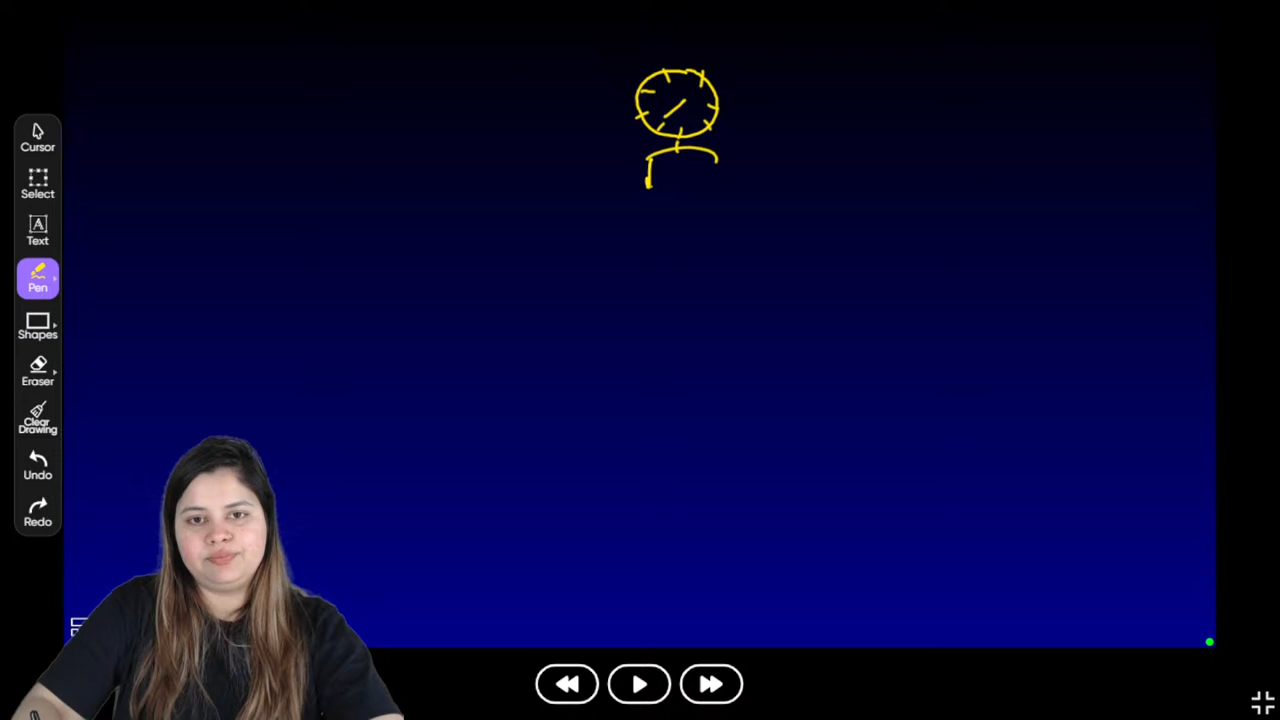 Cursor
Select
A
Text
Pen
Shapes
Eraser
Clear
Drawing
Undo
Redo